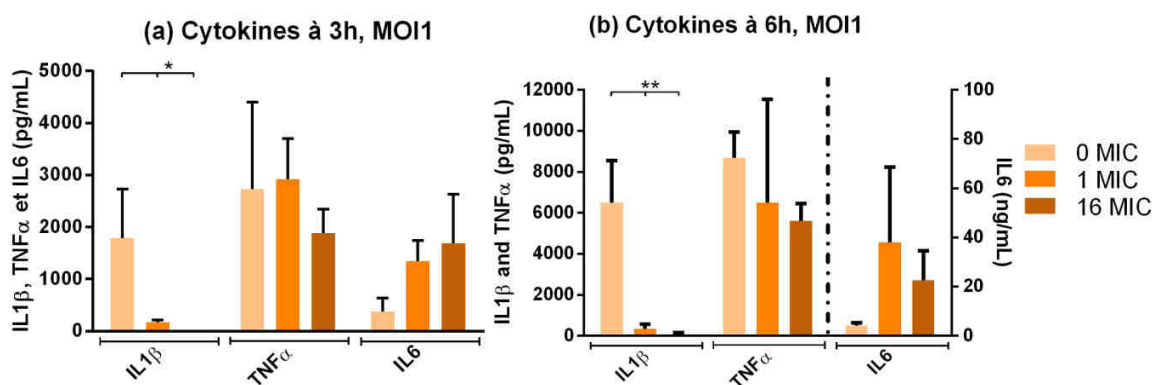 (a) Cytokines à 3h, MOI1
IL1β, TNFα et IL6 (pg/mL)
5000
4000
3000
2000
1000
0
*
IL1β
TNFα
IL6
(b) Cytokines à 6h, MOI1
IL1β and TNFα (pg/mL)
12000
10000
8000
6000
4000
2000
0
**
IL1β
TNFα
IL6
100
80
60
40
20
0
IL6 (ng/mL)
0 MIC
1 MIC
16 MIC